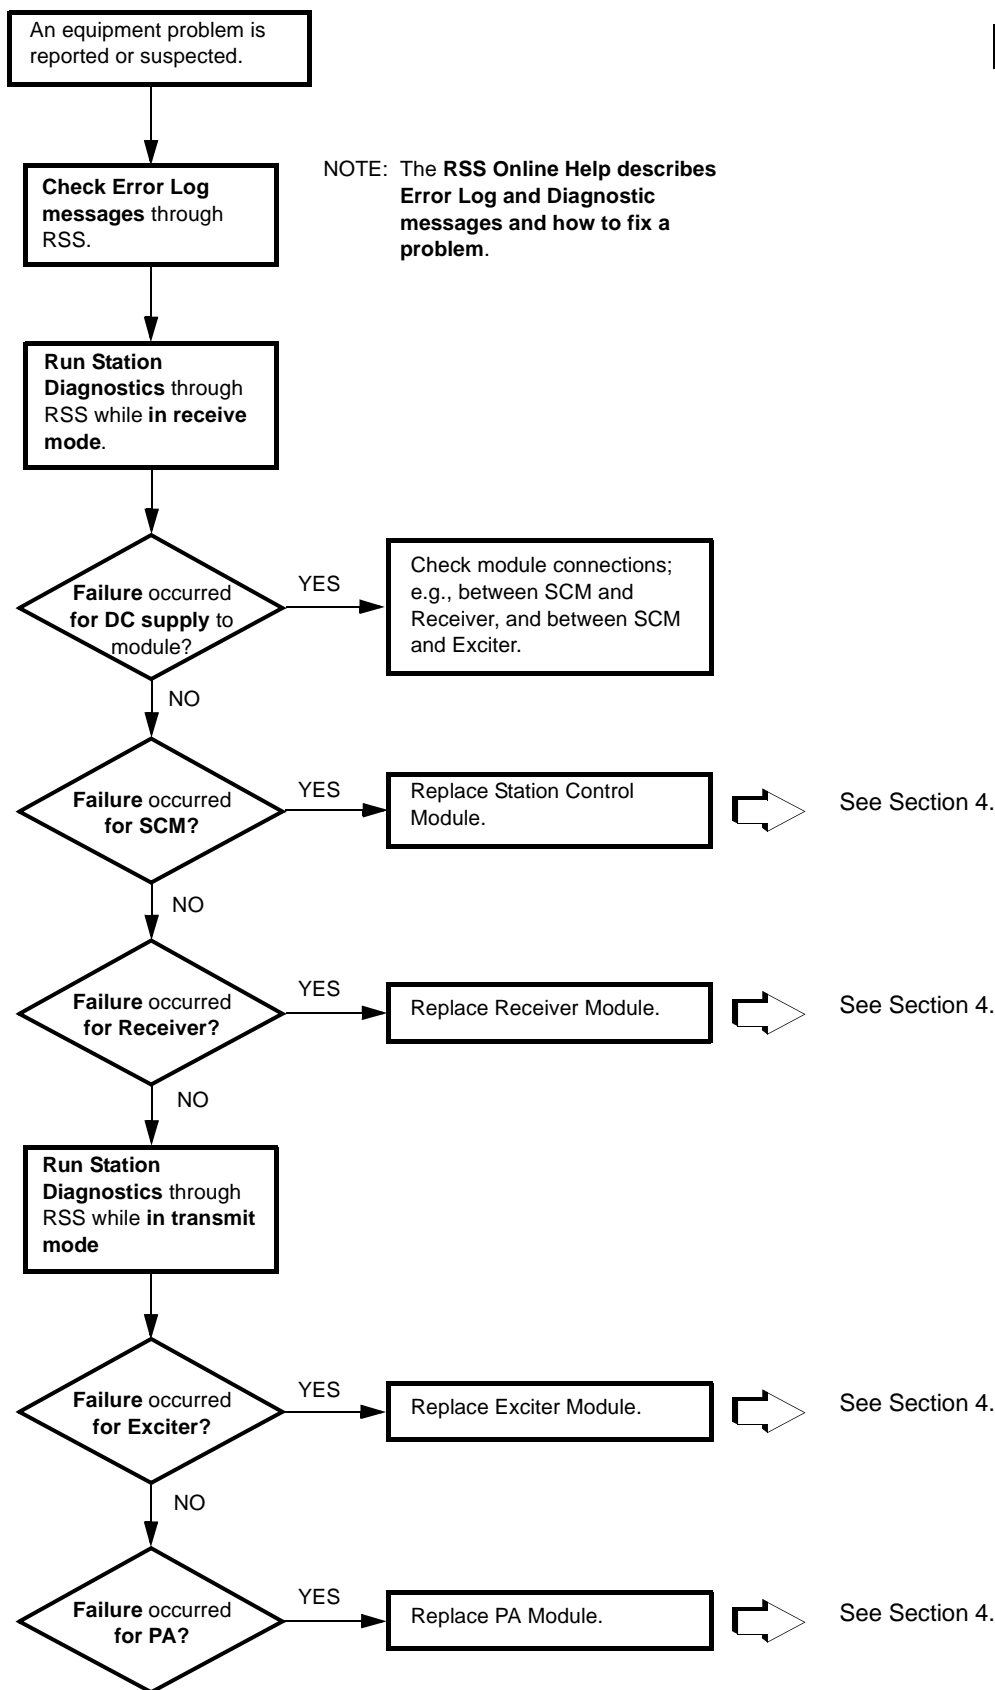 An equipment problem is
reported or suspected.
Check Error Log
messages through
RSS.
NOTE: The RSS Online Help describes
Error Log and Diagnostic
messages and how to fix a
problem.
Run Station
Diagnostics through
RSS while in receive
mode.
Failure occurred
for DC supply to
module?
YES
Check module connections;
e.g., between SCM and
Receiver, and between SCM
and Exciter.
NO
Failure occurred
for SCM?
YES
Replace Station Control
Module.
See Section 4.
NO
Failure occurred
for Receiver?
YES
Replace Receiver Module.
See Section 4.
NO
Run Station
Diagnostics through
RSS while in transmit
mode
Failure occurred
for Exciter?
YES
Replace Exciter Module.
See Section 4.
NO
Failure occurred
for PA?
YES
Replace PA Module.
See Section 4.